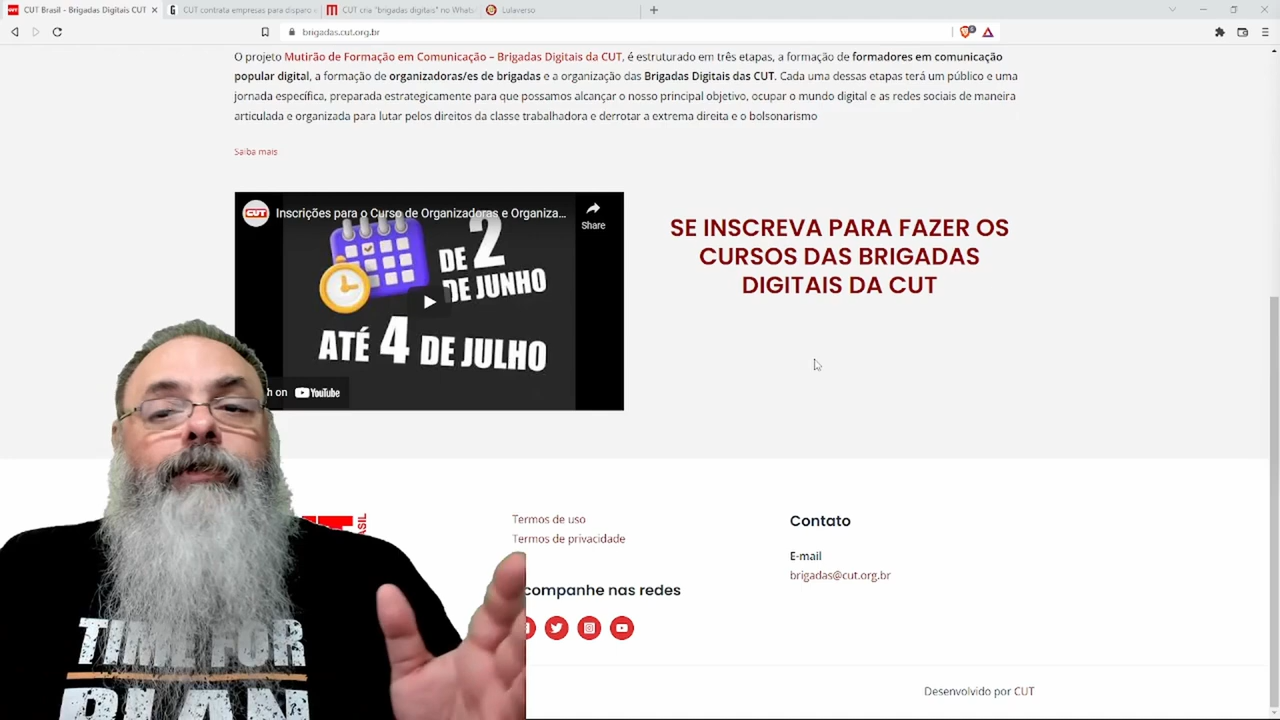 CUT Brasil - Brigadas Digitais CUT
CUT contrata empresas para disparo
CUT cria "brigadas digitais" no Whats
Lulaverso
brigadas.cut.org.br
O projeto Mutirão de Formação em Comunicação – Brigadas Digitais da CUT, é estruturado em três etapas, a formação de formadores em comunicação
popular digital, a formação de organizadoras/es de brigadas e a organização das Brigadas Digitais das CUT. Cada uma dessas etapas terá um público e uma
jornada específica, preparada estrategicamente para que possamos alcançar o nosso principal objetivo, ocupar o mundo digital e as redes sociais de maneira
articulada e organizada para lutar pelos direitos da classe trabalhadora e derrotar a extrema direita e o bolsonarismo
Saiba mais
CUT
Inscrições para o Curso de Organizadoras e Organiza...
Share
DE 2
DE JUNHO
ATÉ 4 DE JULHO
h on YouTube
SE INSCREVA PARA FAZER OS
CURSOS DAS BRIGADAS
DIGITAIS DA CUT
Termos de uso
Termos de privacidade
companhe nas redes
Contato
E-mail
brigadas@cut.org.br
Desenvolvido por CUT
TIME FOR
PLAN